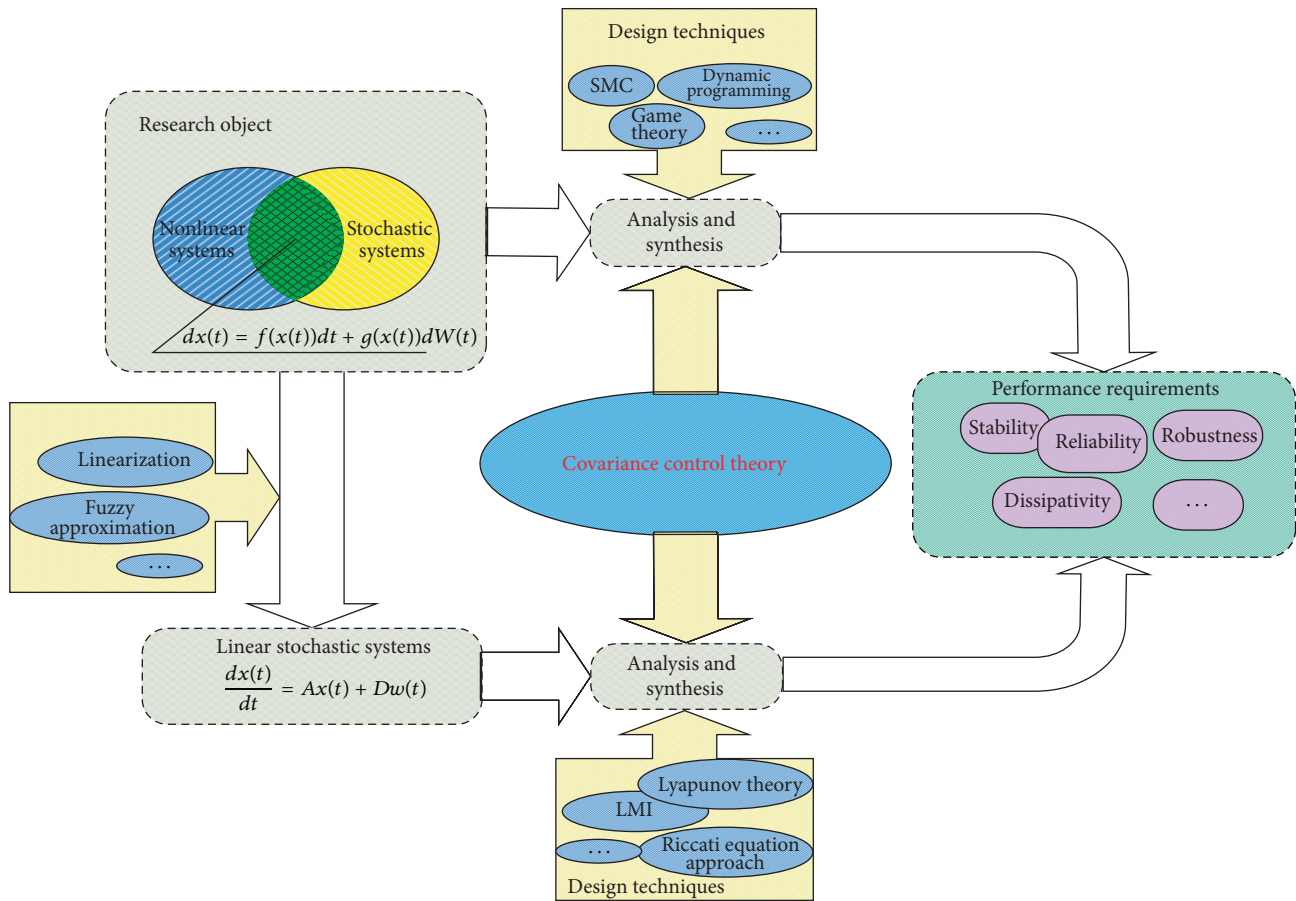 Design techniques
SMC
Dynamic
programming
Game
theory
...
Research object
Nonlinear
systems
Stochastic
systems
dx(t) = f(x(t))dt + g(x(t))dW(t)
Analysis and
synthesis
Linearization
Fuzzy
approximation
...
Covariance control theory
Performance requirements
Stability
Reliability
Robustness
Dissipativity
...
Linear stochastic systems
dx(t)
dt
= Ax(t) + Dw(t)
Analysis and
synthesis
Lyapunov theory
LMI
...
Riccati equation
approach
Design techniques